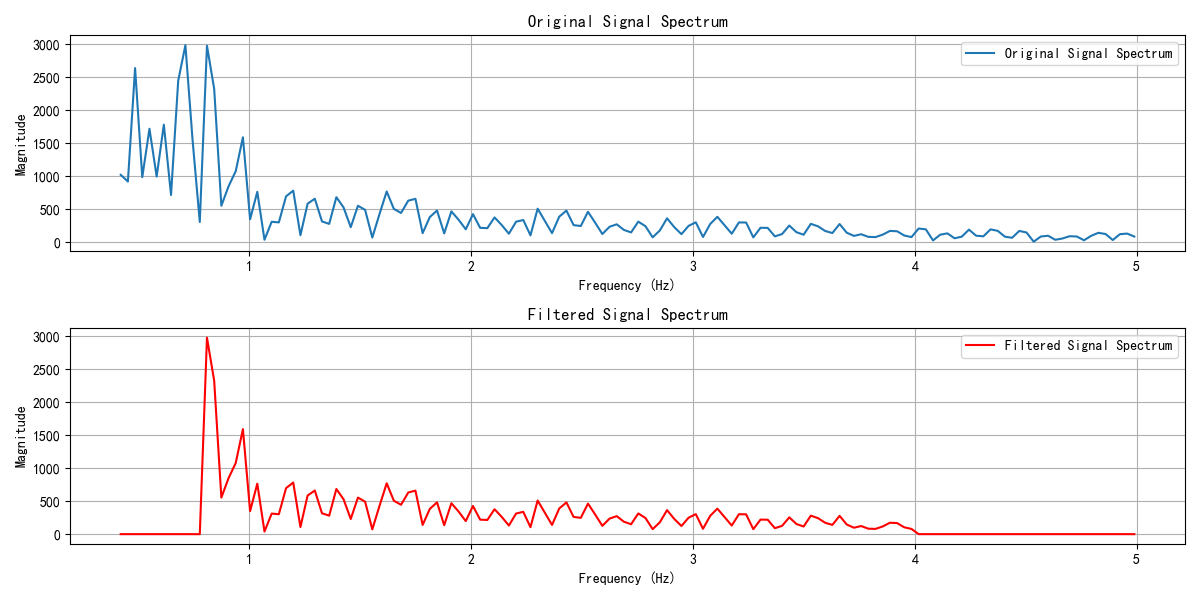 Original Signal Spectrum
3000
2500
2000
1500
1000
500
0
Magnitude
Original Signal Spectrum
1 2 3 4 5
Frequency (Hz)
Filtered Signal Spectrum
3000
2500
2000
1500
1000
500
0
Magnitude
Filtered Signal Spectrum
1 2 3 4 5
Frequency (Hz)